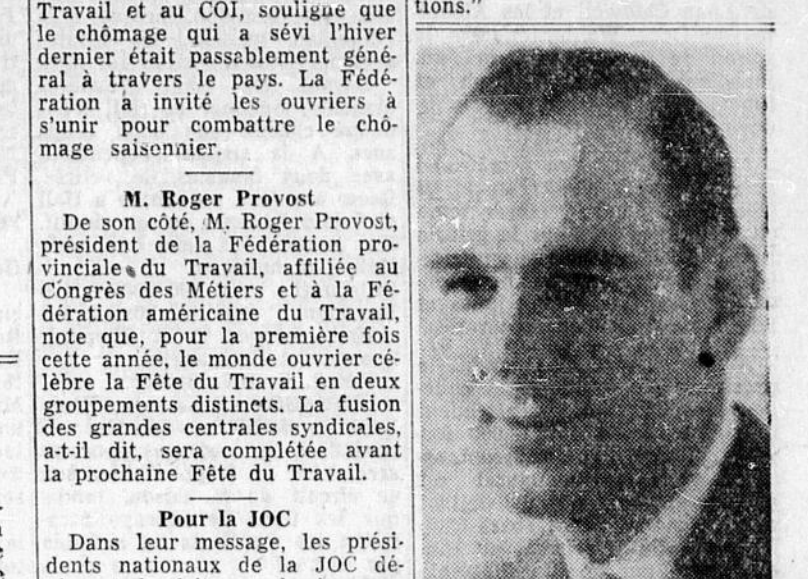 Travail et au COI, souligne que
le chômage qui a sévi l'hiver
dernier était passablement géné-
ral à travers le pays. La Fédé-
ration a invité les ouvriers à
s'unir pour combattre le chô-
mage saisonnier.
M. Roger Provost
De son côté, M. Roger Provost,
président de la Fédération pro-
vinciale du Travail, affiliée au
Congrès des Métiers et à la Fé-
dération américaine du Travail,
note que, pour la première fois
cette année, le monde ouvrier cé-
lèbre la Fête du Travail en deux
groupements distincts. La fusion
des grandes centrales syndicales,
a-t-il dit, sera complétée avant
la prochaine Fête du Travail.
Pour la JOC
Dans leur message, les prési-
dents nationaux de la JOC dé-
tions."